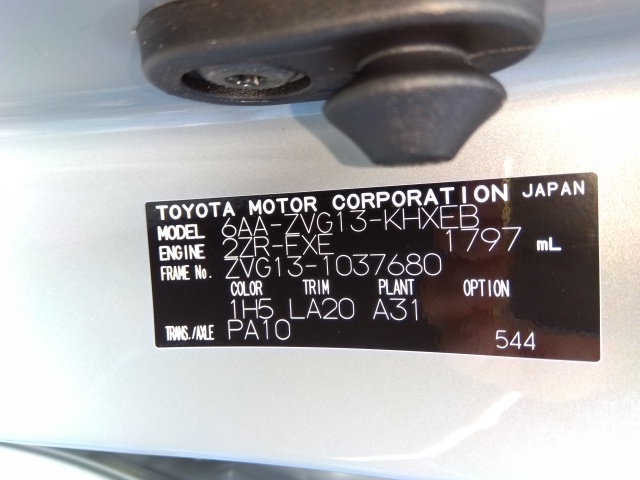 TOYOTA MOTOR CORPORATION JAPAN
MODEL 6AA-ZVG13-KHXEB
ENGINE 2ZR-FXE 1797 mL
FRAME No. ZVG13-1037680
COLOR TRIM PLANT OPTION
1H5 LA20 A31
TRANS./AXLE PA10
544